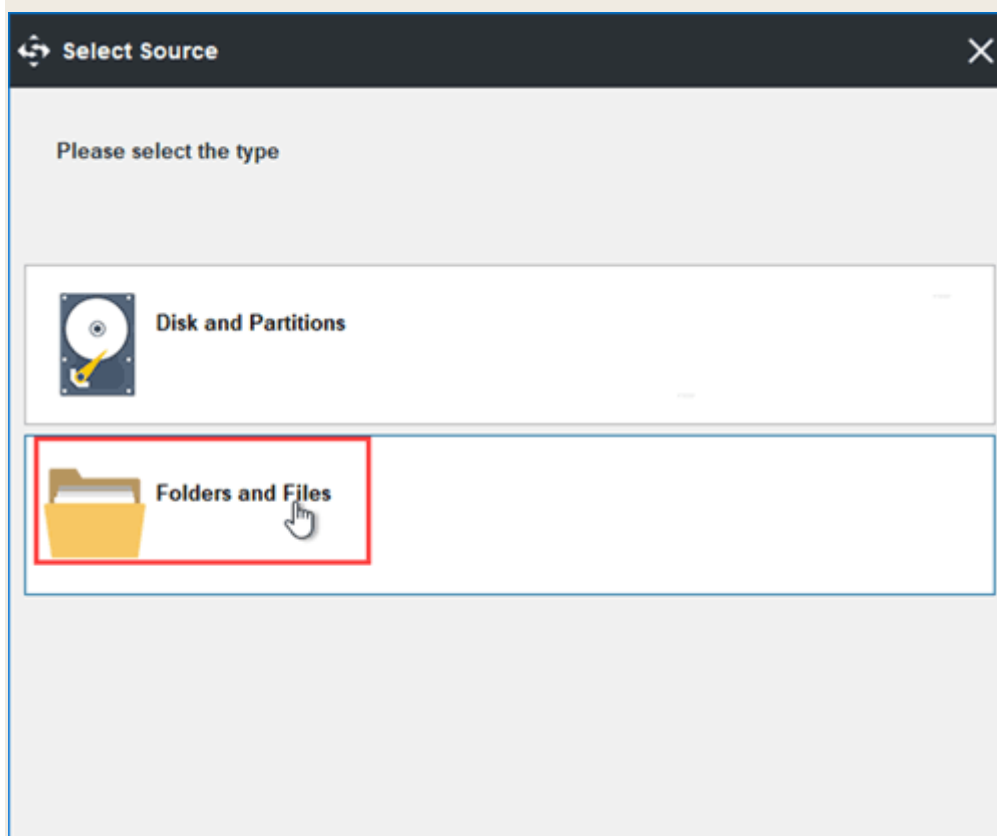 Select Source
Please select the type
Disk and Partitions
Folders and Files